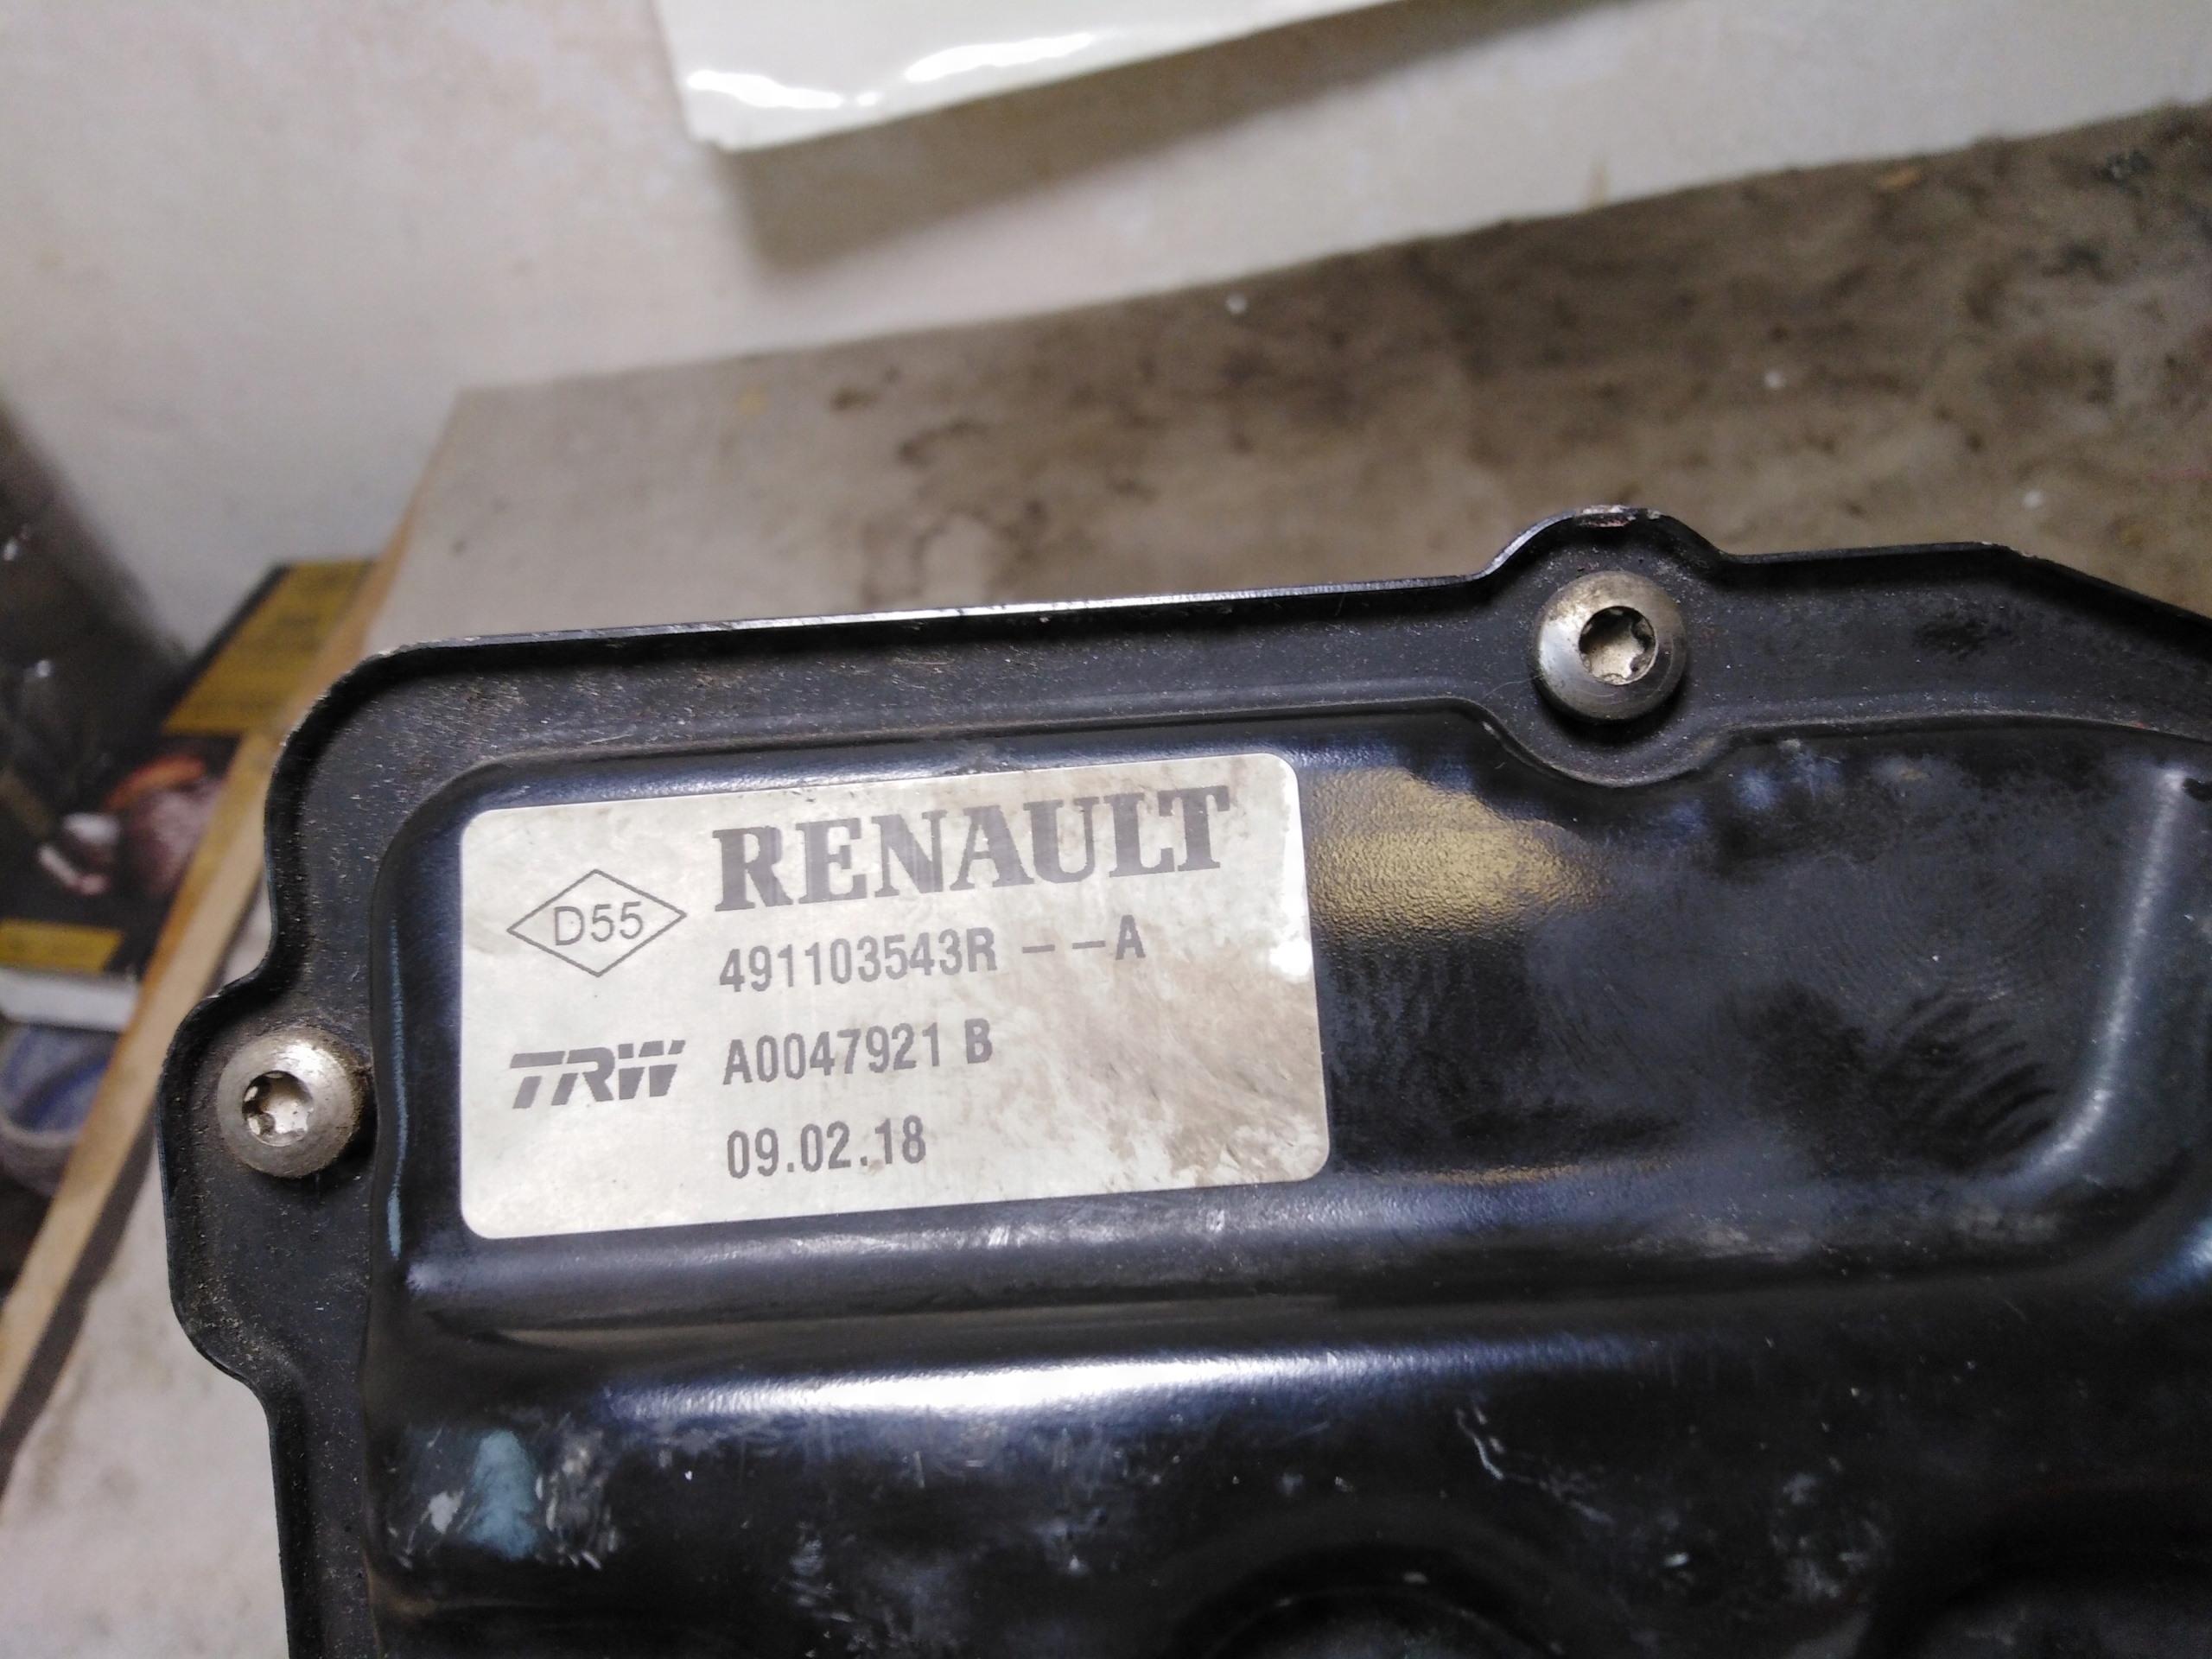 RENAULT
D55
491103543R --A
TRW A0047921 B
09.02.18